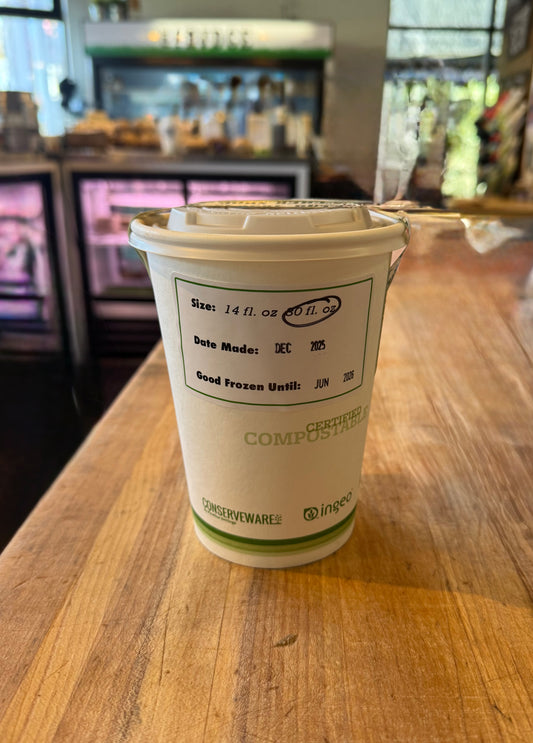 Size: 14 fl. oz 30 fl. oz
Date Made: DEC 2025
Good Frozen Until: JUN 2026
CERTIFIED
COMPOSTABLE
CONSERVEWARE
ingeo